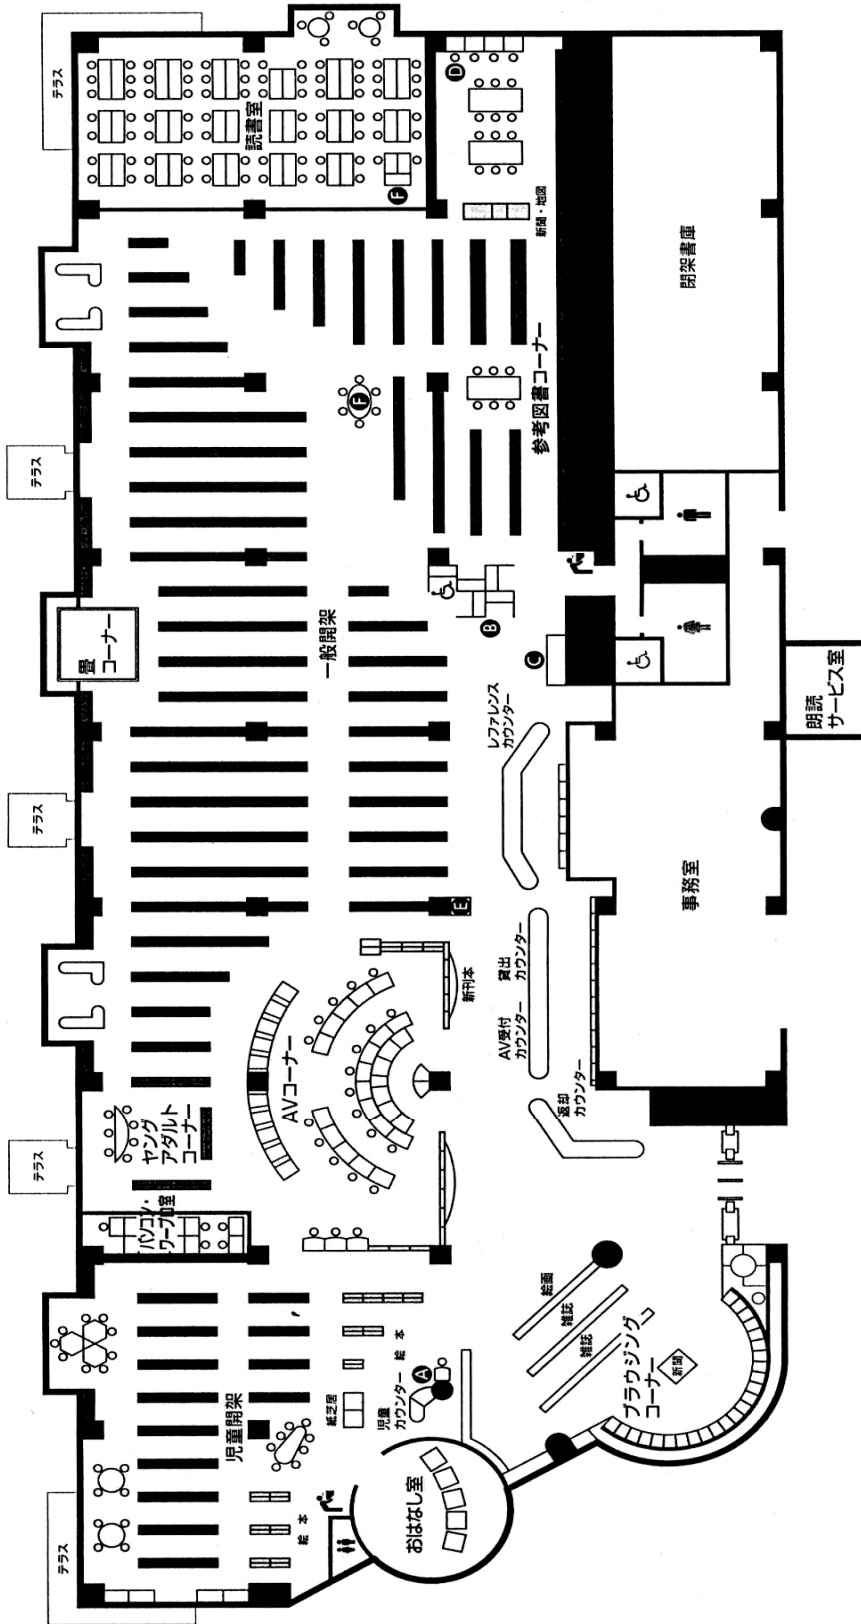 テラス
テラス
テラス
テラス
テラス
読書室
D
F
新聞・地図
閉架書庫
参考図書コーナー
F
畳
コーナー
一般開架
B
C
レファレンス
カウンター
朗読
サービス室
事務室
E
新刊本
貸出
カウンター
AV受付
カウンター
返却
カウンター
AVコーナー
ヤング
アダルト
コーナー
パソコン・
ワープロ室
絵画
雑誌
雑誌
ブラウジング
コーナー
新聞
絵本
A
児童
カウンター
紙芝居
児童開架
絵本
おはなし室
テラス